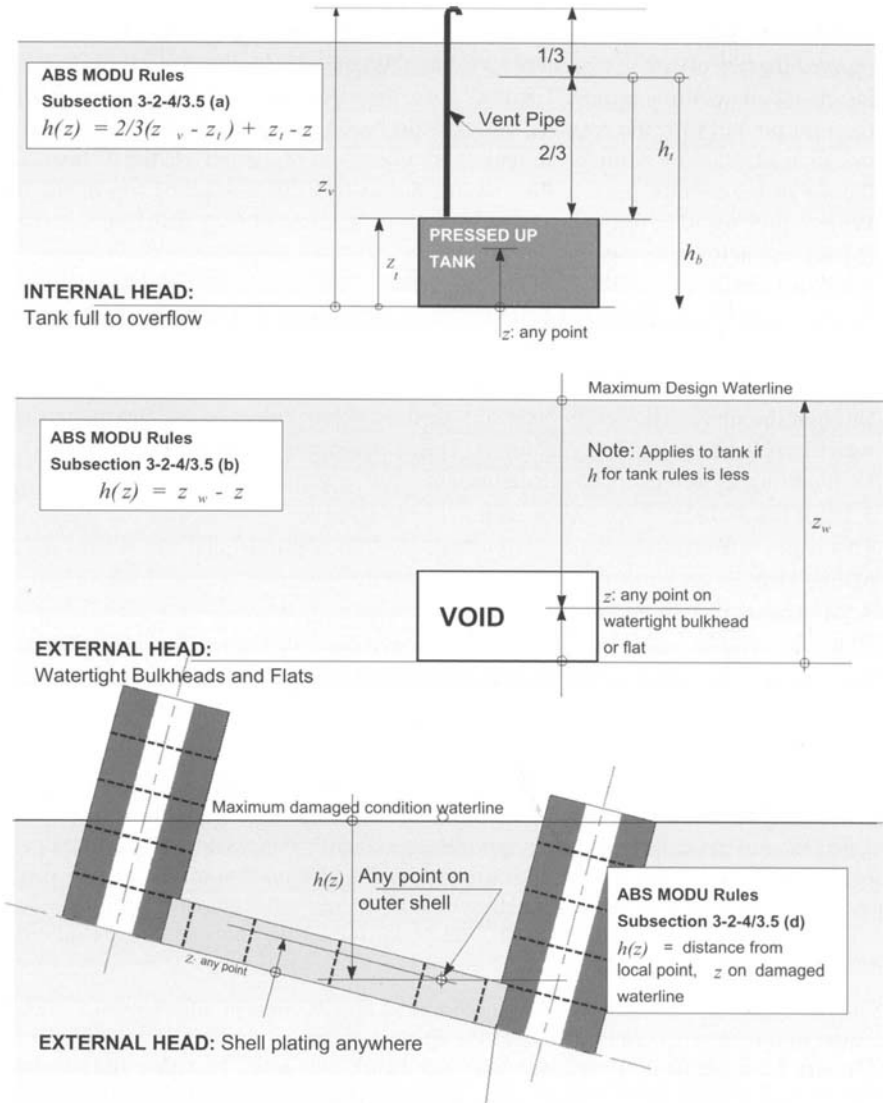 ABS MODU Rules
Subsection 3-2-4/3.5 (a)
h(z) = 2/3(z v - zt) + zt - z
1/3
Vent Pipe
2/3
ht
zv
PRESSED UP
TANK
zt
hb
INTERNAL HEAD:
Tank full to overflow
z: any point
Maximum Design Waterline
ABS MODU Rules
Subsection 3-2-4/3.5 (b)
h(z) = z w - z
Note: Applies to tank if
h for tank rules is less
zw
VOID
z: any point on
watertight bulkhead
or flat
EXTERNAL HEAD:
Watertight Bulkheads and Flats
Maximum damaged condition waterline
h(z)
Any point on
outer shell
ABS MODU Rules
Subsection 3-2-4/3.5 (d)
h(z) = distance from
local point, z on damaged
waterline
z: any point
EXTERNAL HEAD: Shell plating anywhere